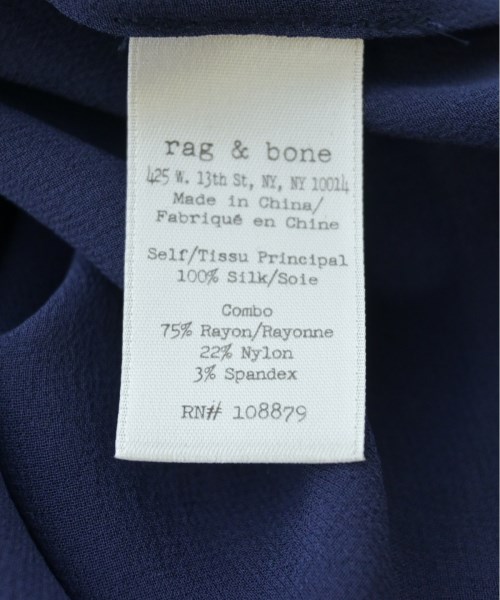 rag & bone
425 W. 13th St, NY, NY 10014
Made in China/
Fabriqué en Chine
Self/Tissu Principal
100% Silk/Soie
Combo
75% Rayon/Rayonne
22% Nylon
3% Spandex
RN# 108879